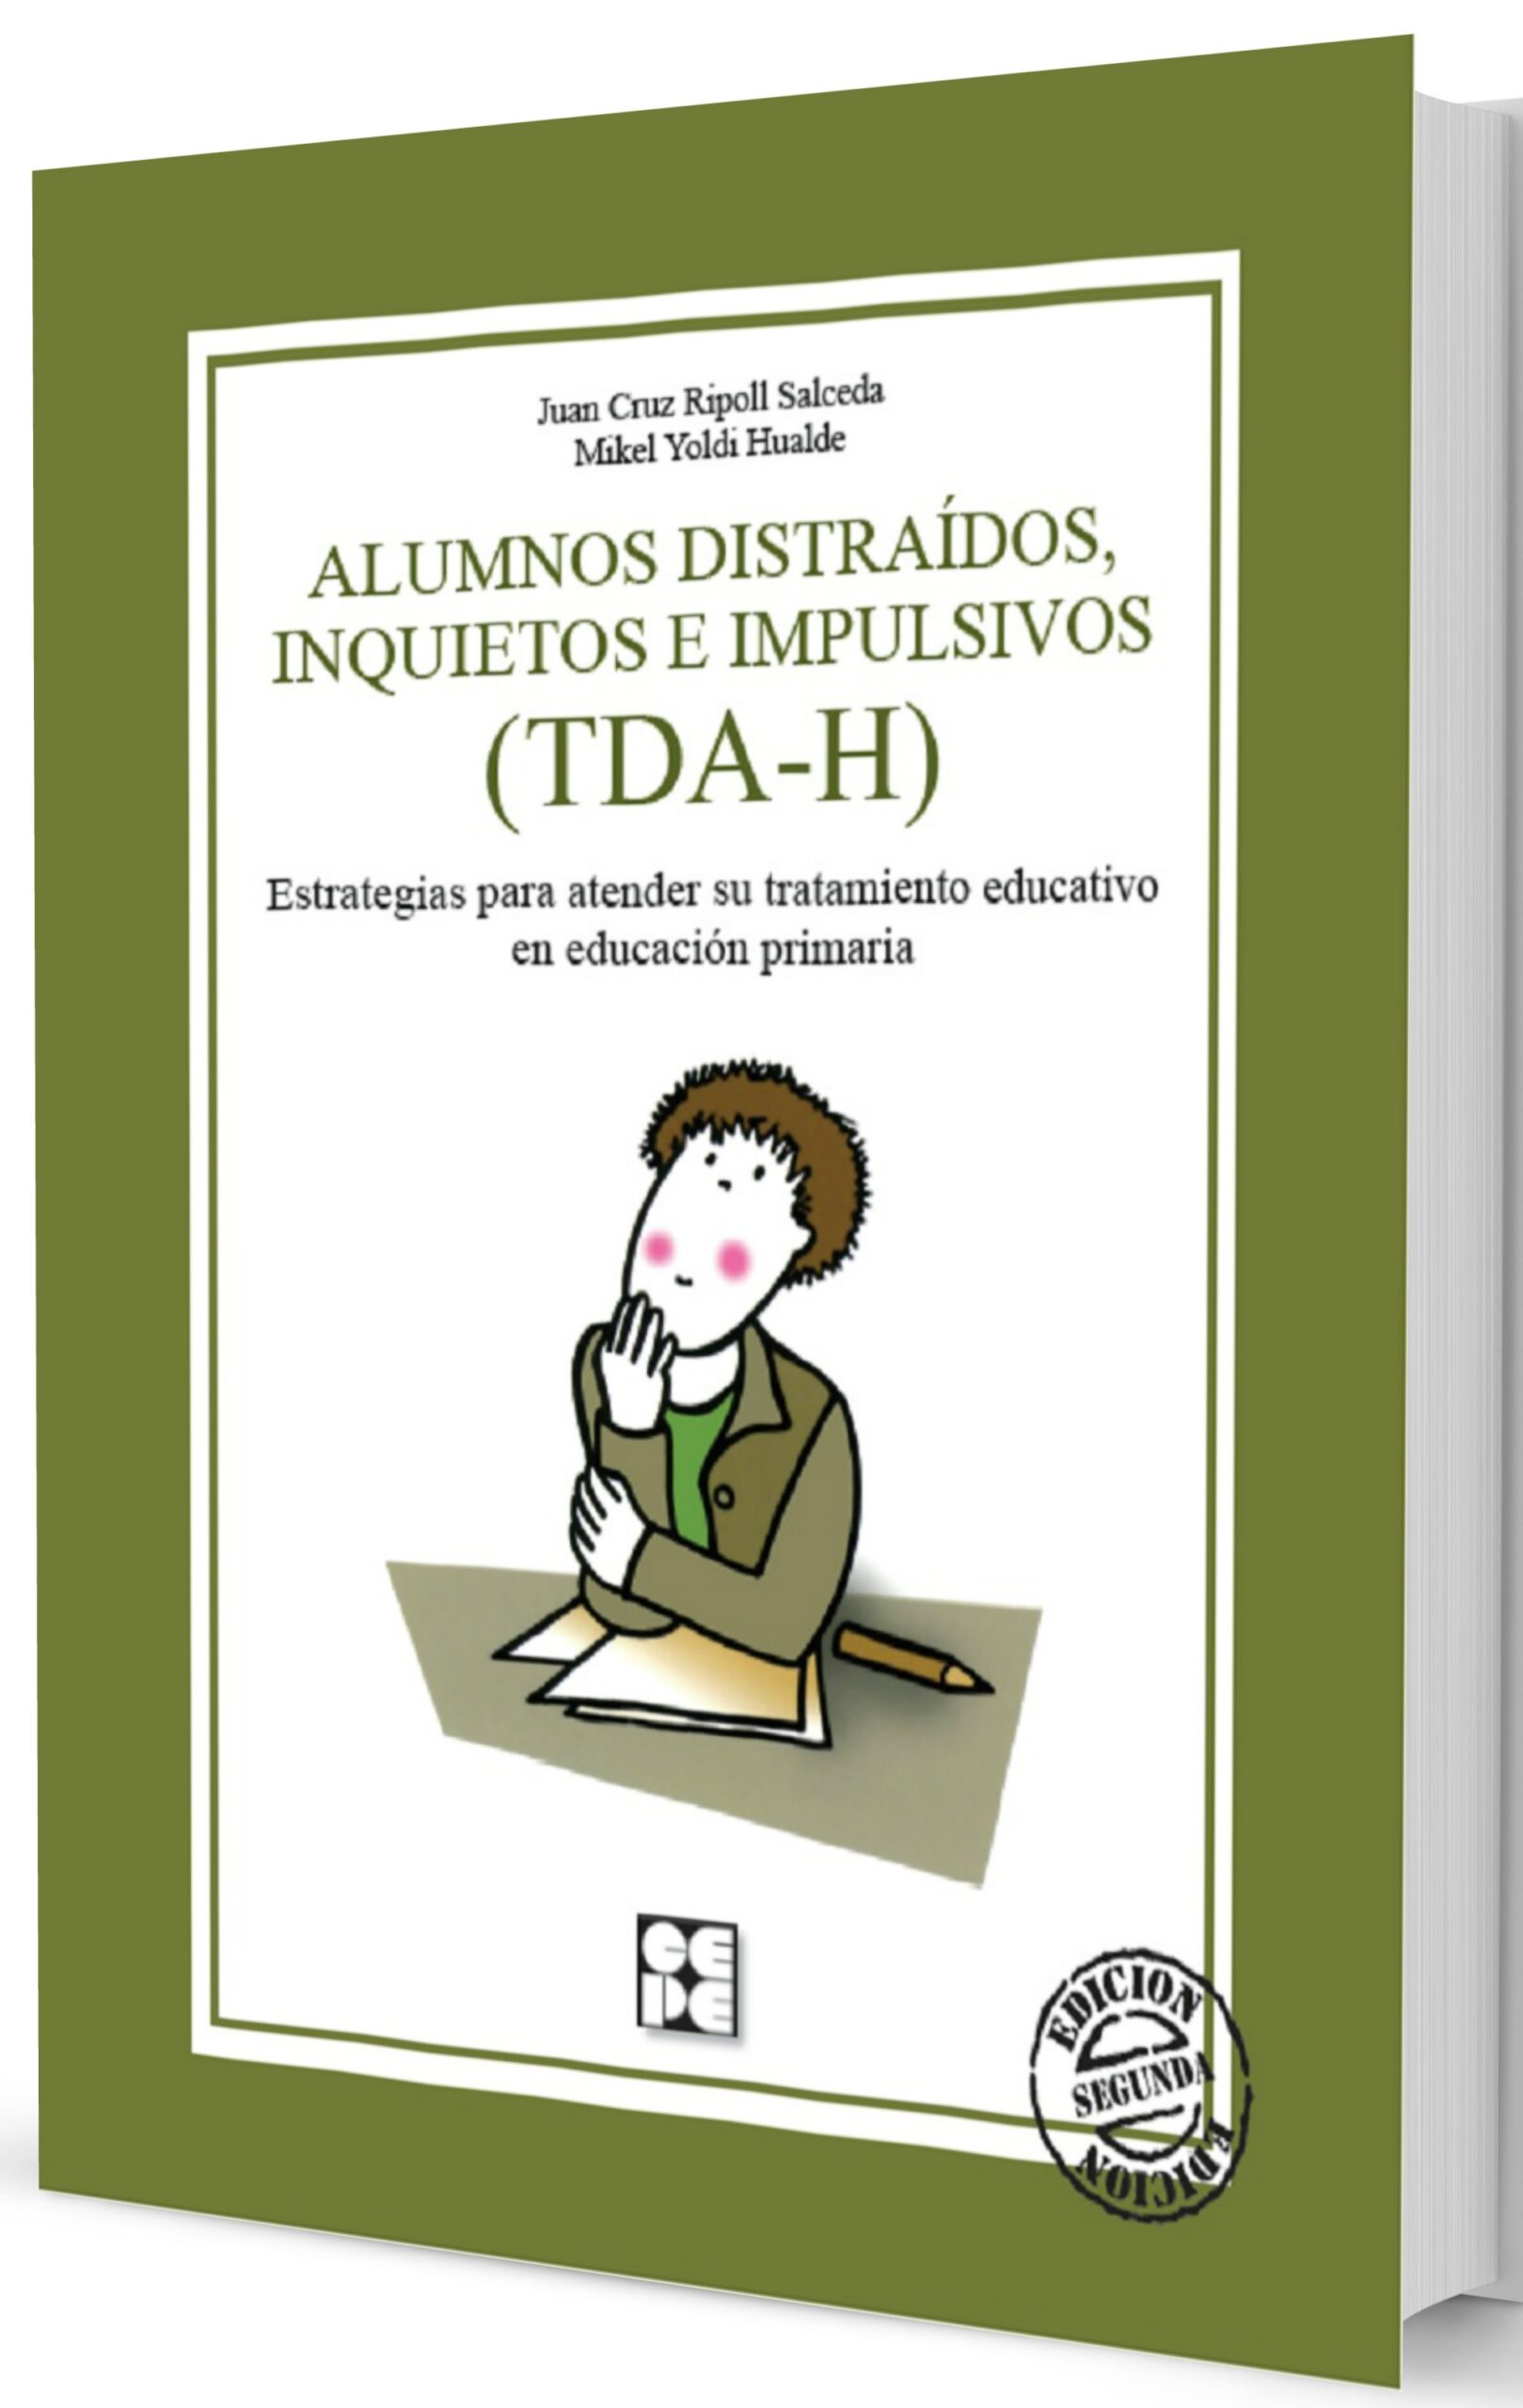 Juan Cruz Ripoll Salceda
Mikel Yoldi Hualde
ALUMNOS DISTRAÍDOS,
INQUIETOS E IMPULSIVOS
(TDA-H)
Estrategias para atender su tratamiento educativo
en educación primaria
CE
PE
EDICION
SEGUNDA
EDICION